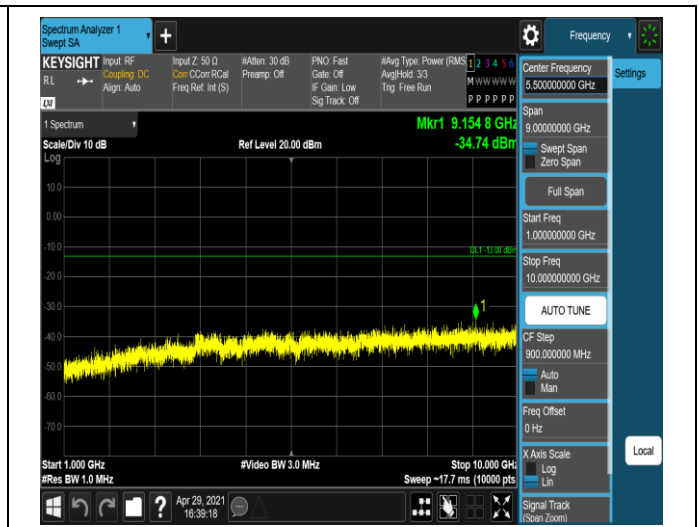 Spectrum Analyzer 1
Swept SA
Frequency
KEYSIGHT
RL
LXI
Input: RF
Coupling: DC
Align: Auto
Input Z: 50 Ω
Corr CCorr RCal
Freq Ref: Int (S)
#Atten: 30 dB
Preamp: Off
PNO: Fast
Gate: Off
IF Gain: Low
Sig Track: Off
#Avg Type: Power (RMS
Avg|Hold: 3/3
Trig: Free Run
1 2 3 4 5 6
M W W W W W
P P P P P P
1 Spectrum
Scale/Div 10 dB
Log
Ref Level 20.00 dBm
Mkr1 9.154 8 GHz
-34.74 dBm
10.0
0.00
-10.0
DL1 -13.00 dBm
-20.0
-30.0
1
-40.0
-50.0
-60.0
-70.0
Start 1.000 GHz
#Res BW 1.0 MHz
#Video BW 3.0 MHz
Stop 10.000 GHz
Sweep ~17.7 ms (10000 pts
Apr 29, 2021
16:39:18
?
Center Frequency
5.50000000 GHz
Span
9.00000000 GHz
Swept Span
Zero Span
Full Span
Start Freq
1.000000000 GHz
Stop Freq
10.000000000 GHz
AUTO TUNE
CF Step
900.000000 MHz
Auto
Man
Freq Offset
0 Hz
X Axis Scale
Log
Lin
Signal Track
(Span Zoom)
Settings
Local